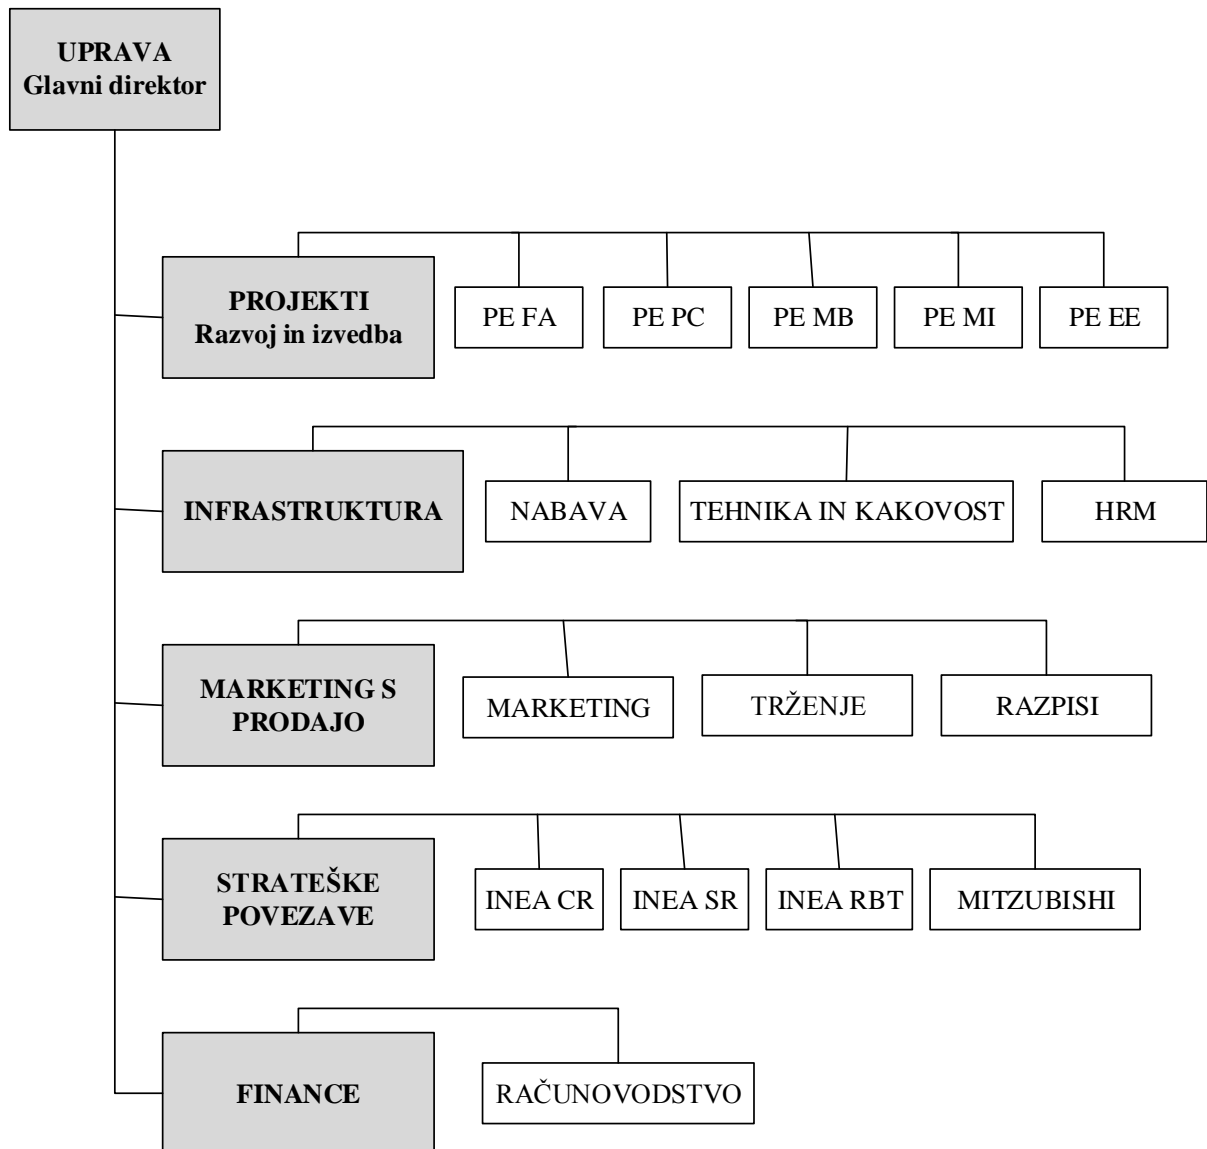 UPRAVA
Glavni direktor
PROJEKTI
Razvoj in izvedba
PE FA
PE PC
PE MB
PE MI
PE EE
INFRASTRUKTURA
NABAVA
TEHNIKA IN KAKOVOST
HRM
MARKETING S
PRODAJO
MARKETING
TRŽENJE
RAZPISI
STRATEŠKE
POVEZAVE
INEA CR
INEA SR
INEA RBT
MITZUBISHI
FINANCE
RAČUNOVODSTVO